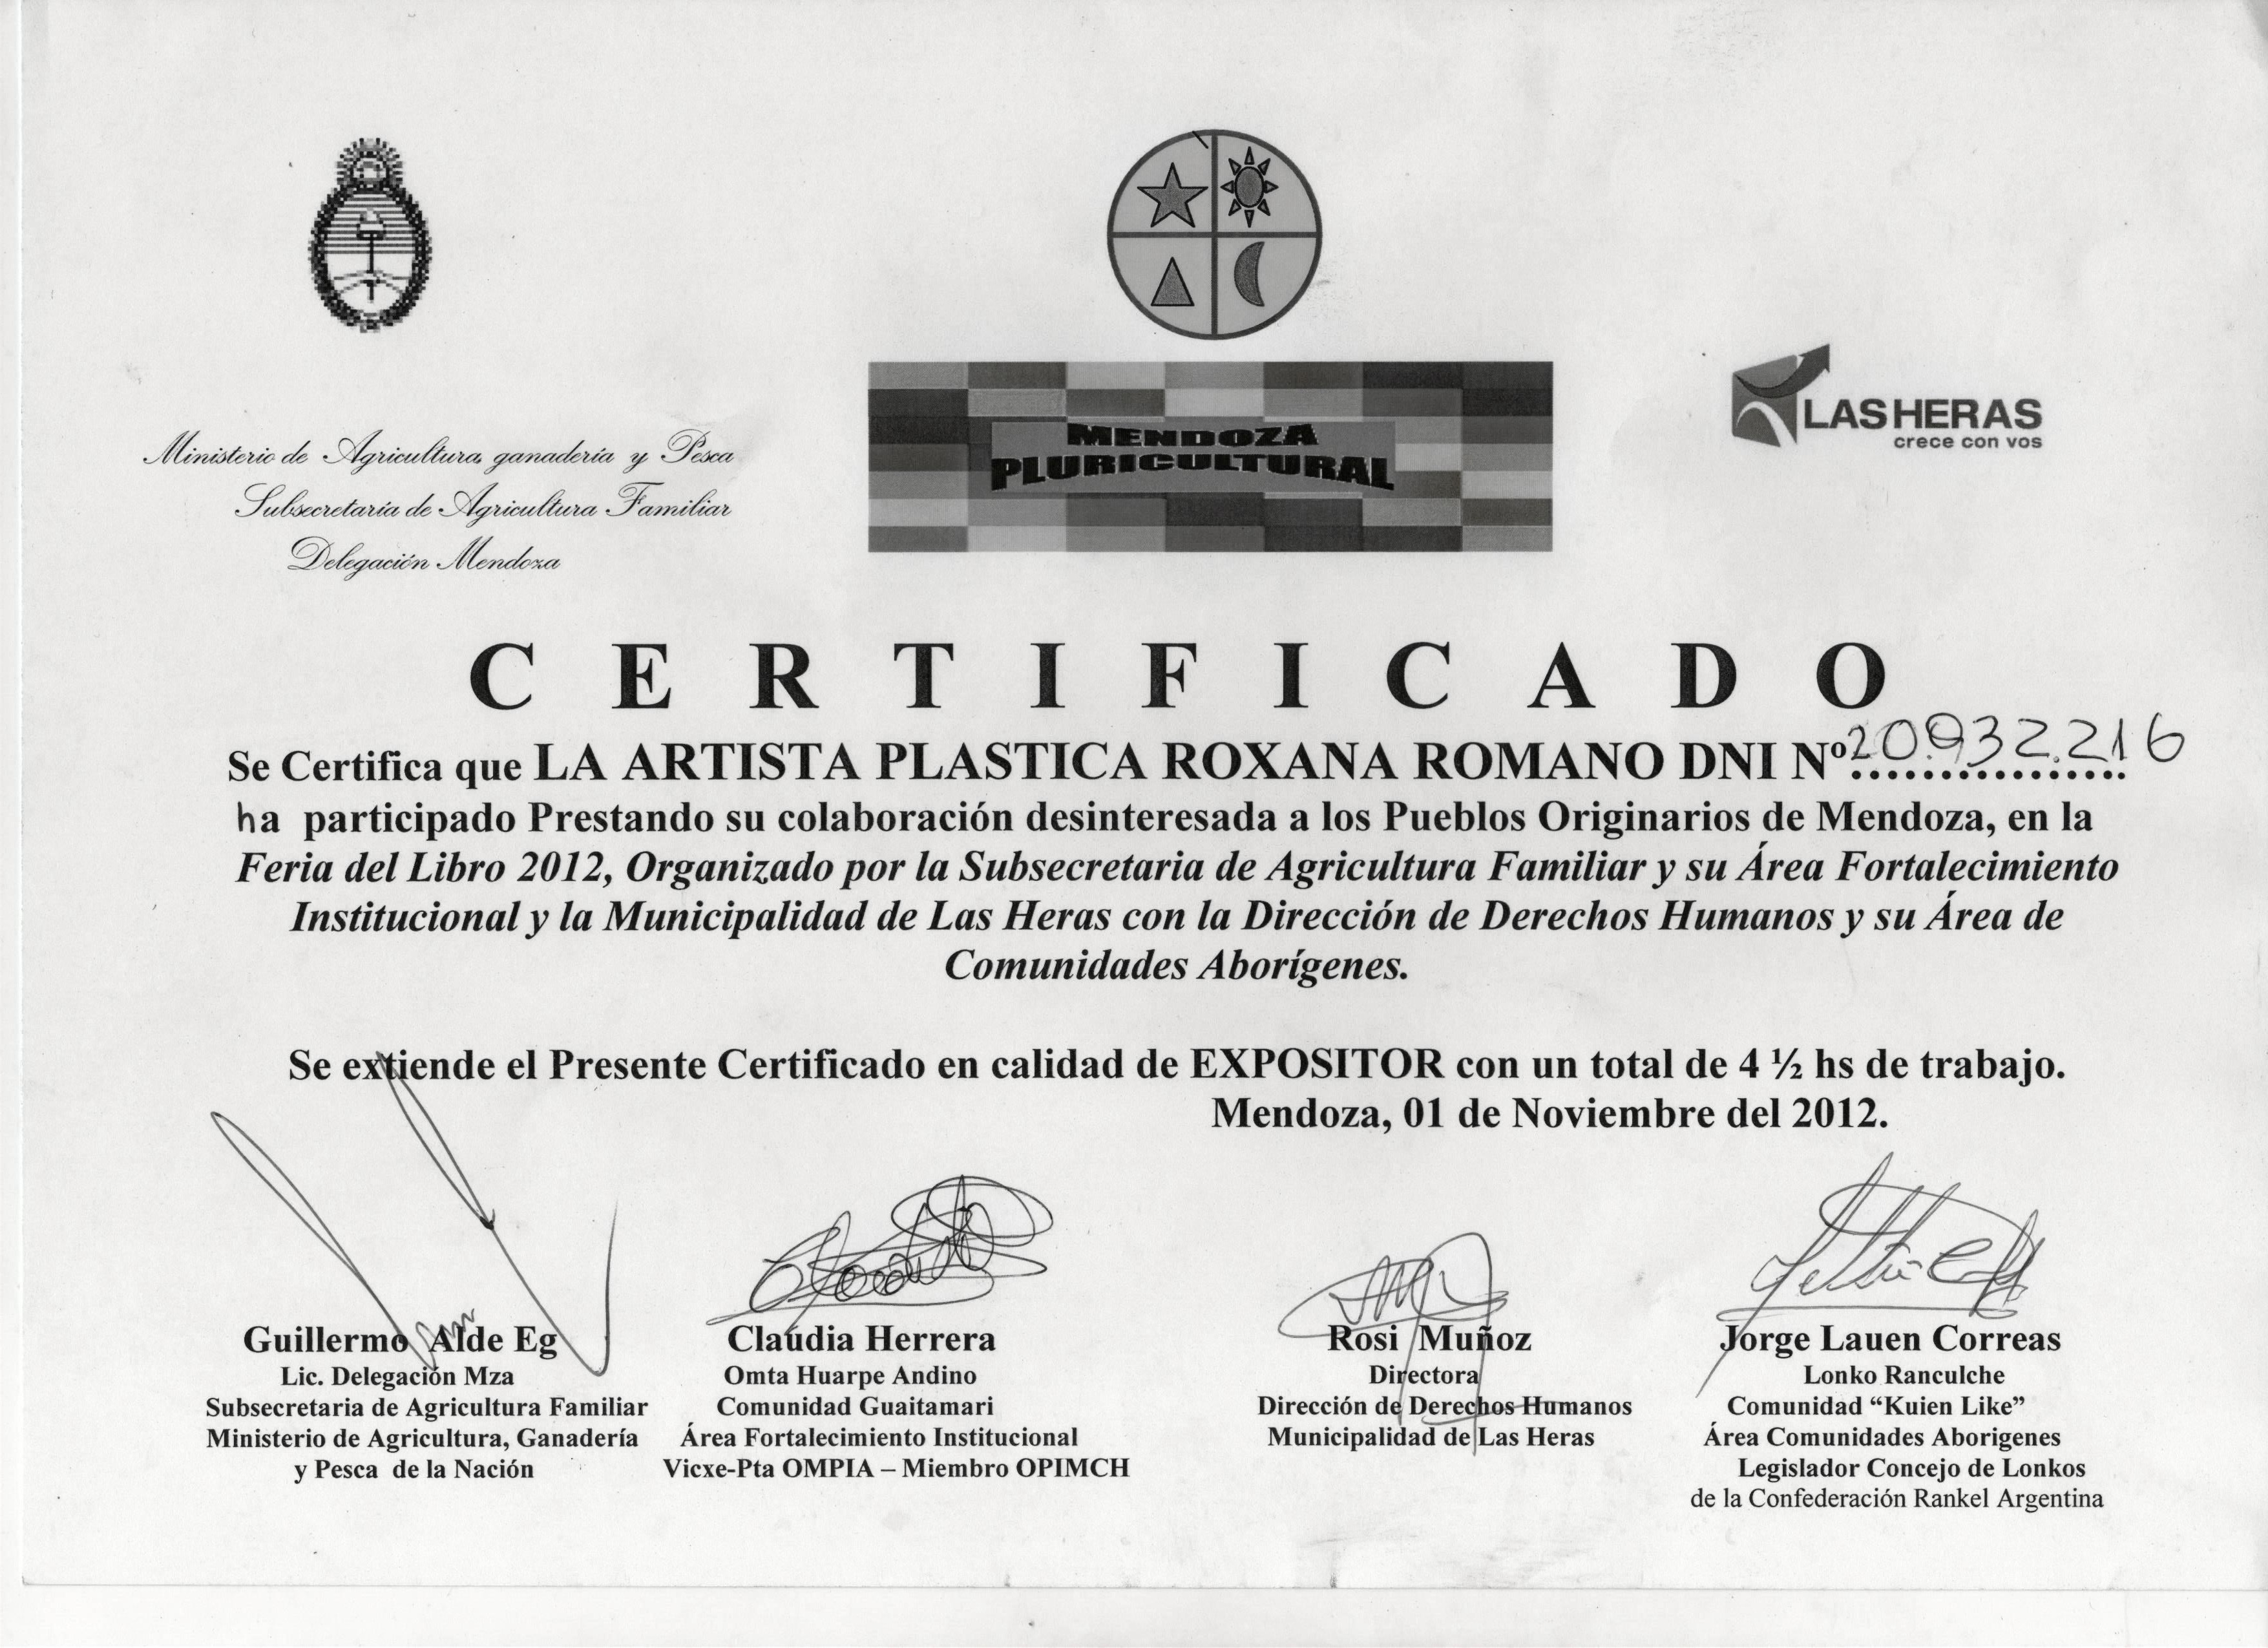 Ministerio de Agricultura, ganadería y Pesca
Subsecretaría de Agricultura Familiar
Delegación Mendoza
MENDOZA
PLURICULTURAL
LAS HERAS
crece con vos
CERTIFICADO
Se Certifica que LA ARTISTA PLASTICA ROXANA ROMANO DNI Nº 20.932.216
ha participado Prestando su colaboración desinteresada a los Pueblos Originarios de Mendoza, en la
Feria del Libro 2012, Organizado por la Subsecretaria de Agricultura Familiar y su Área Fortalecimiento
Institucional y la Municipalidad de Las Heras con la Dirección de Derechos Humanos y su Área de
Comunidades Aborígenes.
Se extiende el Presente Certificado en calidad de EXPOSITOR con un total de 4 ½ hs de trabajo.
Mendoza, 01 de Noviembre del 2012.
Guillermo Alde Eg
Lic. Delegación Mza
Subsecretaria de Agricultura Familiar
Ministerio de Agricultura, Ganadería
y Pesca de la Nación
Claudia Herrera
Omta Huarpe Andino
Comunidad Guaitamari
Área Fortalecimiento Institucional
Vicxe-Pta OMPIA – Miembro OPIMCH
Rosi Muñoz
Directora
Dirección de Derechos Humanos
Municipalidad de Las Heras
Jorge Lauen Correas
Lonko Ranculche
Comunidad “Kuien Like”
Área Comunidades Aborigenes
Legislador Concejo de Lonkos
de la Confederación Rankel Argentina